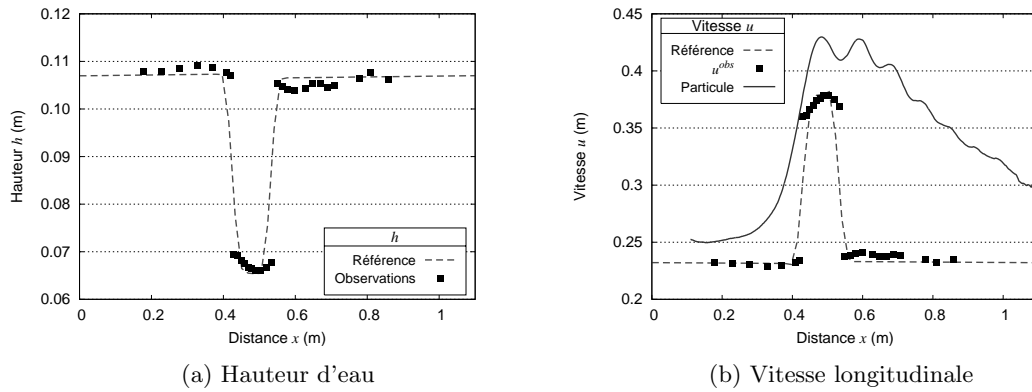 0.12
0.11
0.10
0.09
0.08
0.07
0.06
0
0.2
0.4
0.6
0.8
1
Hauteur h (m)
Distance x (m)
h
Référence
Observations
(a) Hauteur d'eau
0.45
0.4
0.35
0.3
0.25
0.2
0
0.2
0.4
0.6
0.8
1
Vitesse u (m)
Distance x (m)
Vitesse u
Référence
u^obs
Particule
(b) Vitesse longitudinale